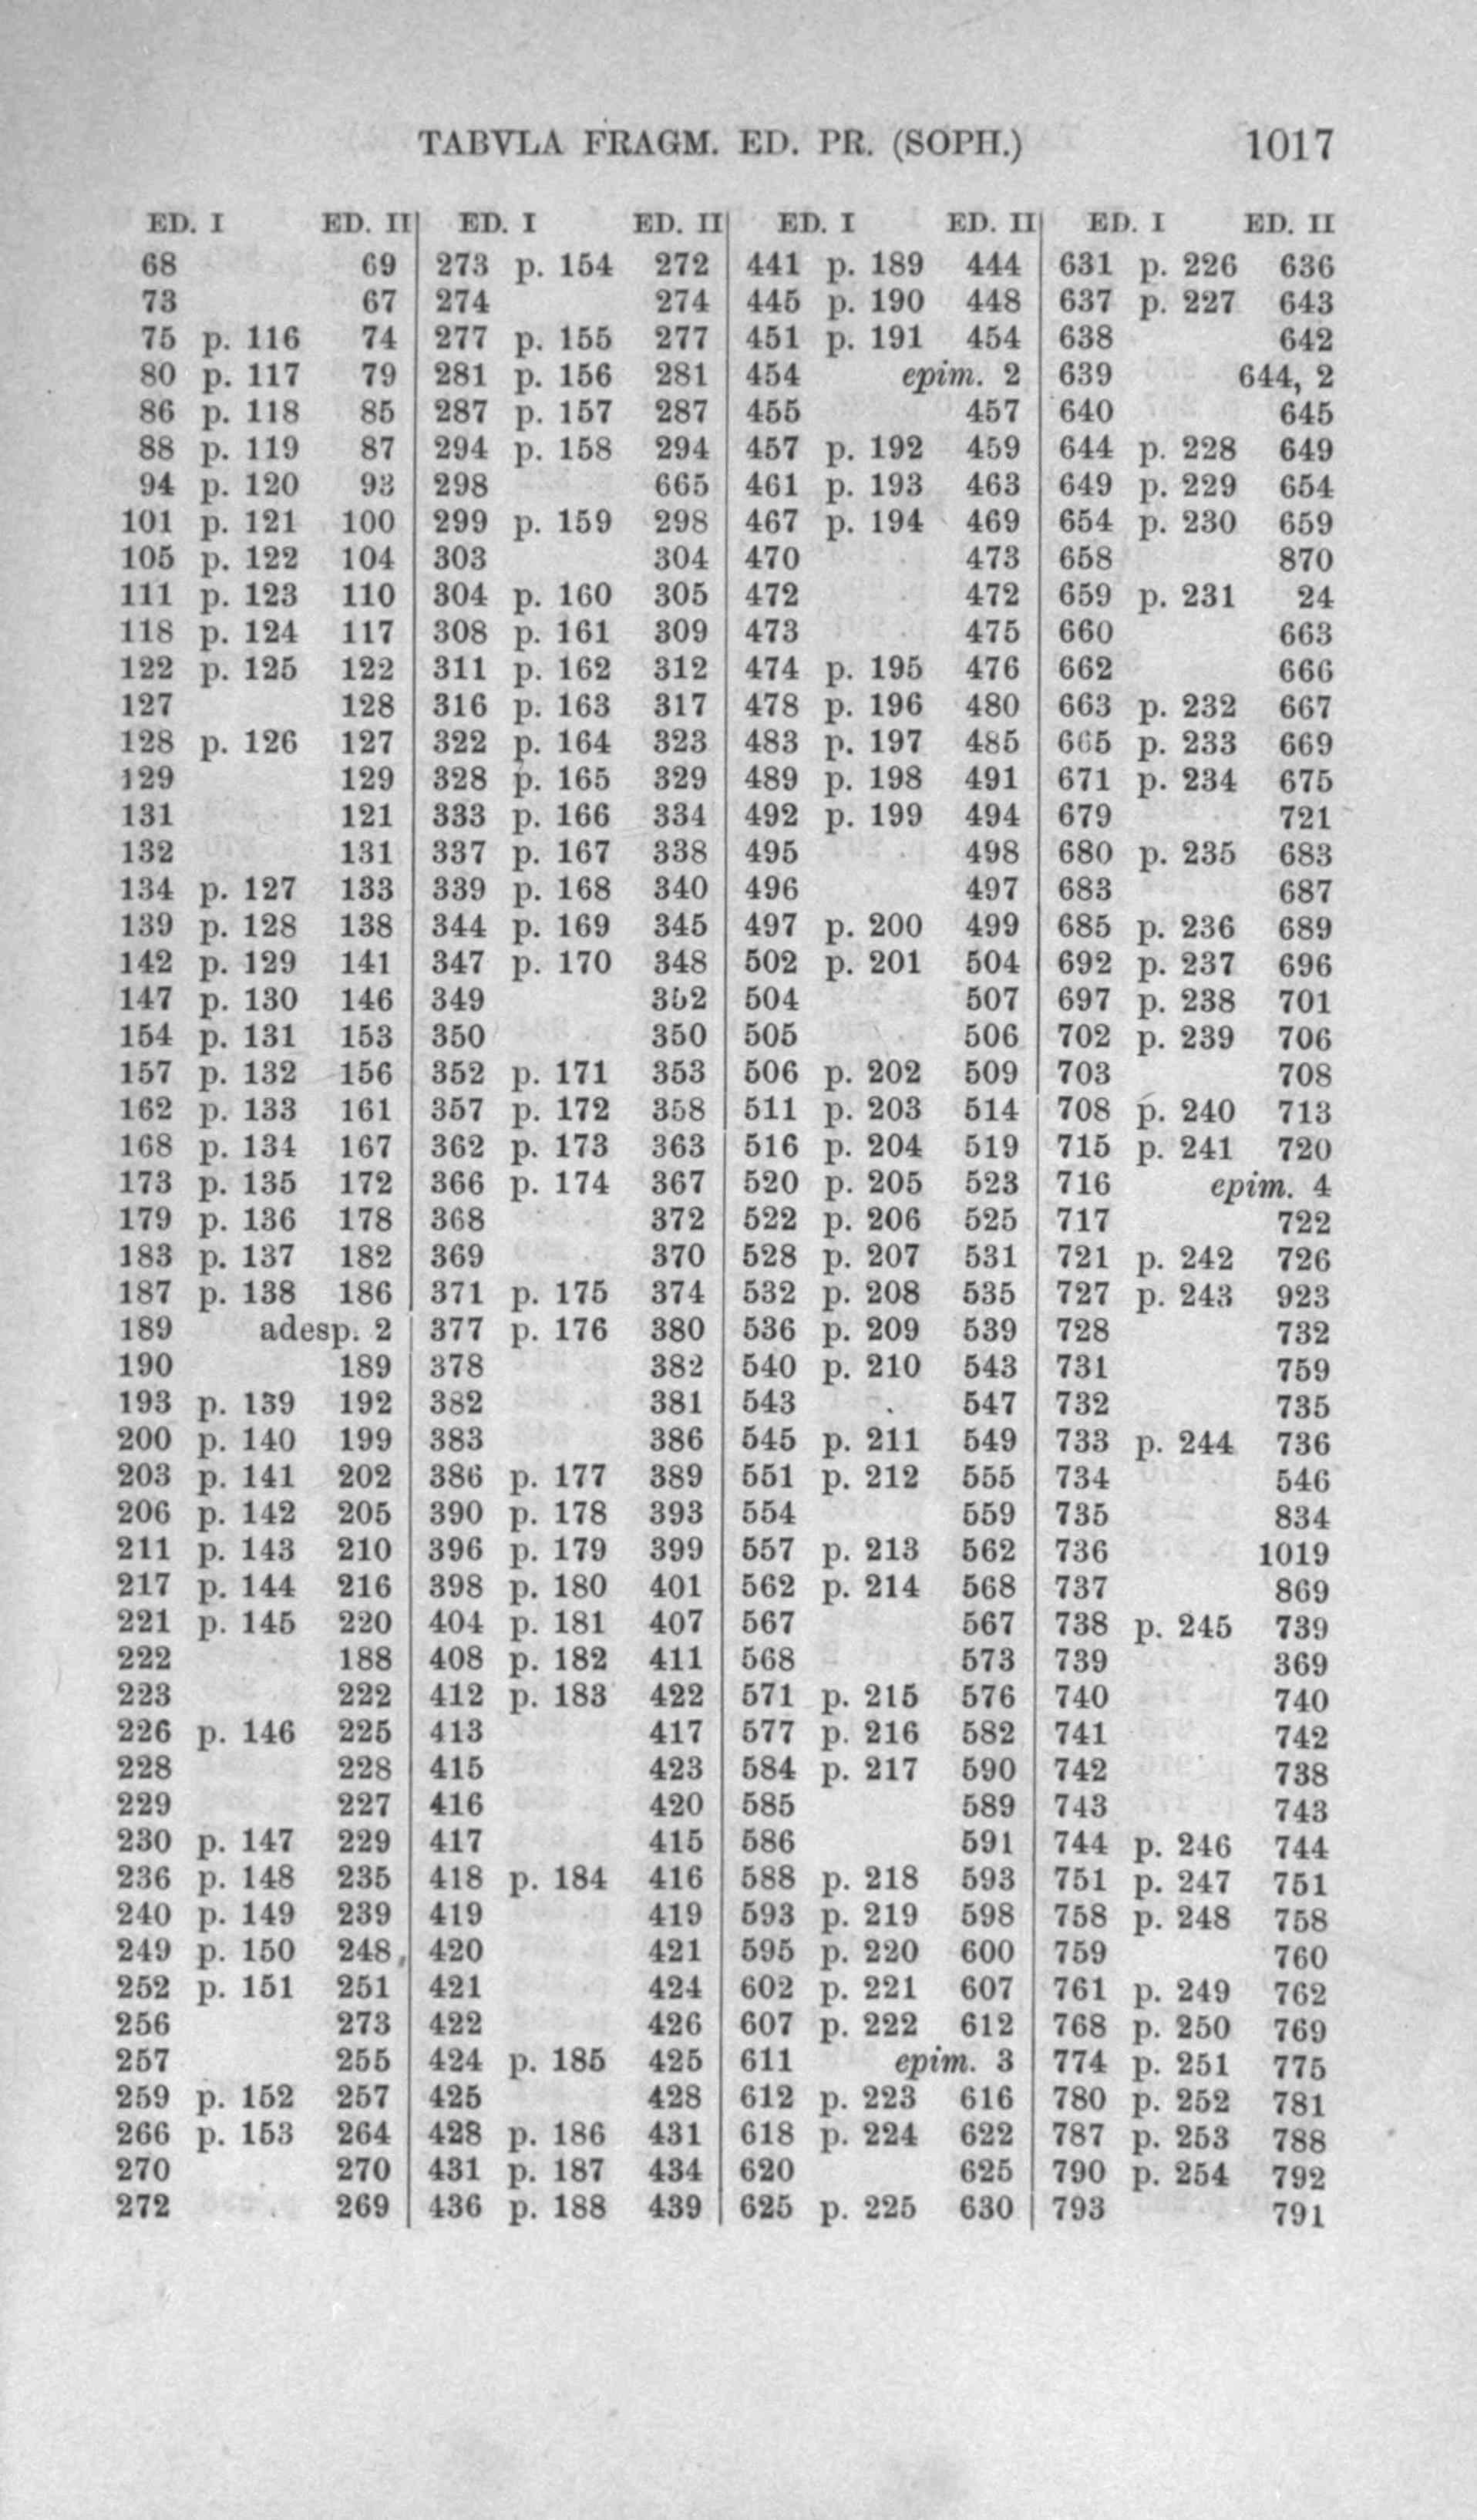 TABVLA FRAGM. ED. PR. (SOPH.) 1017
ED. I ED. II
68 69
73 67
75 p. 116 74
80 p. 117 79
86 p. 118 85
88 p. 119 87
94 p. 120 93
101 p. 121 100
105 p. 122 104
111 p. 123 110
118 p. 124 117
122 p. 125 122
127 128
128 p. 126 127
129 129
131 121
132 131
134 p. 127 133
139 p. 128 138
142 p. 129 141
147 p. 130 146
154 p. 131 153
157 p. 132 156
162 p. 133 161
168 p. 134 167
173 p. 135 172
179 p. 136 178
183 p. 137 182
187 p. 138 186
189 adesp. 2
190 189
193 p. 139 192
200 p. 140 199
203 p. 141 202
206 p. 142 205
211 p. 143 210
217 p. 144 216
221 p. 145 220
222 188
223 222
226 p. 146 225
228 228
229 227
230 p. 147 229
236 p. 148 235
240 p. 149 239
249 p. 150 248
252 p. 151 251
256 273
257 255
259 p. 152 257
266 p. 153 264
270 270
272 269
ED. I ED. II
273 p. 154 272
274 274
277 p. 155 277
281 p. 156 281
287 p. 157 287
294 p. 158 294
298 665
299 p. 159 298
303 304
304 p. 160 305
308 p. 161 309
311 p. 162 312
316 p. 163 317
322 p. 164 323
328 p. 165 329
333 p. 166 334
337 p. 167 338
339 p. 168 340
344 p. 169 345
347 p. 170 348
349 352
350 350
352 p. 171 353
357 p. 172 358
362 p. 173 363
366 p. 174 367
368 372
369 370
371 p. 175 374
377 p. 176 380
378 382
382 381
383 386
386 p. 177 389
390 p. 178 393
396 p. 179 399
398 p. 180 401
404 p. 181 407
408 p. 182 411
412 p. 183 422
413 417
415 423
416 420
417 415
418 p. 184 416
419 419
420 421
421 424
422 426
424 p. 185 425
425 428
428 p. 186 431
431 p. 187 434
436 p. 188 439
ED. I ED. II
441 p. 189 444
445 p. 190 448
451 p. 191 454
454 epim. 2
455 457
457 p. 192 459
461 p. 193 463
467 p. 194 469
470 473
472 472
473 475
474 p. 195 476
478 p. 196 480
483 p. 197 485
489 p. 198 491
492 p. 199 494
495 498
496 497
497 p. 200 499
502 p. 201 504
504 507
505 506
506 p. 202 509
511 p. 203 514
516 p. 204 519
520 p. 205 523
522 p. 206 525
528 p. 207 531
532 p. 208 535
536 p. 209 539
540 p. 210 543
543 547
545 p. 211 549
551 p. 212 555
554 559
557 p. 213 562
562 p. 214 568
567 567
568 573
571 p. 215 576
577 p. 216 582
584 p. 217 590
585 589
586 591
588 p. 218 593
593 p. 219 598
595 p. 220 600
602 p. 221 607
607 p. 222 612
611 epim. 3
612 p. 223 616
618 p. 224 622
620 625
625 p. 225 630
ED. I ED. II
631 p. 226 636
637 p. 227 643
638 642
639 644, 2
640 645
644 p. 228 649
649 p. 229 654
654 p. 230 659
658 870
659 p. 231 24
660 663
662 666
663 p. 232 667
665 p. 233 669
671 p. 234 675
679 721
680 p. 235 683
683 687
685 p. 236 689
692 p. 237 696
697 p. 238 701
702 p. 239 706
703 708
708 p. 240 713
715 p. 241 720
716 epim. 4
717 722
721 p. 242 726
727 p. 243 923
728 732
731 759
732 735
733 p. 244 736
734 546
735 834
736 1019
737 869
738 p. 245 739
739 369
740 740
741 742
742 738
743 743
744 p. 246 744
751 p. 247 751
758 p. 248 758
759 760
761 p. 249 762
768 p. 250 769
774 p. 251 775
780 p. 252 781
787 p. 253 788
790 p. 254 792
793 791